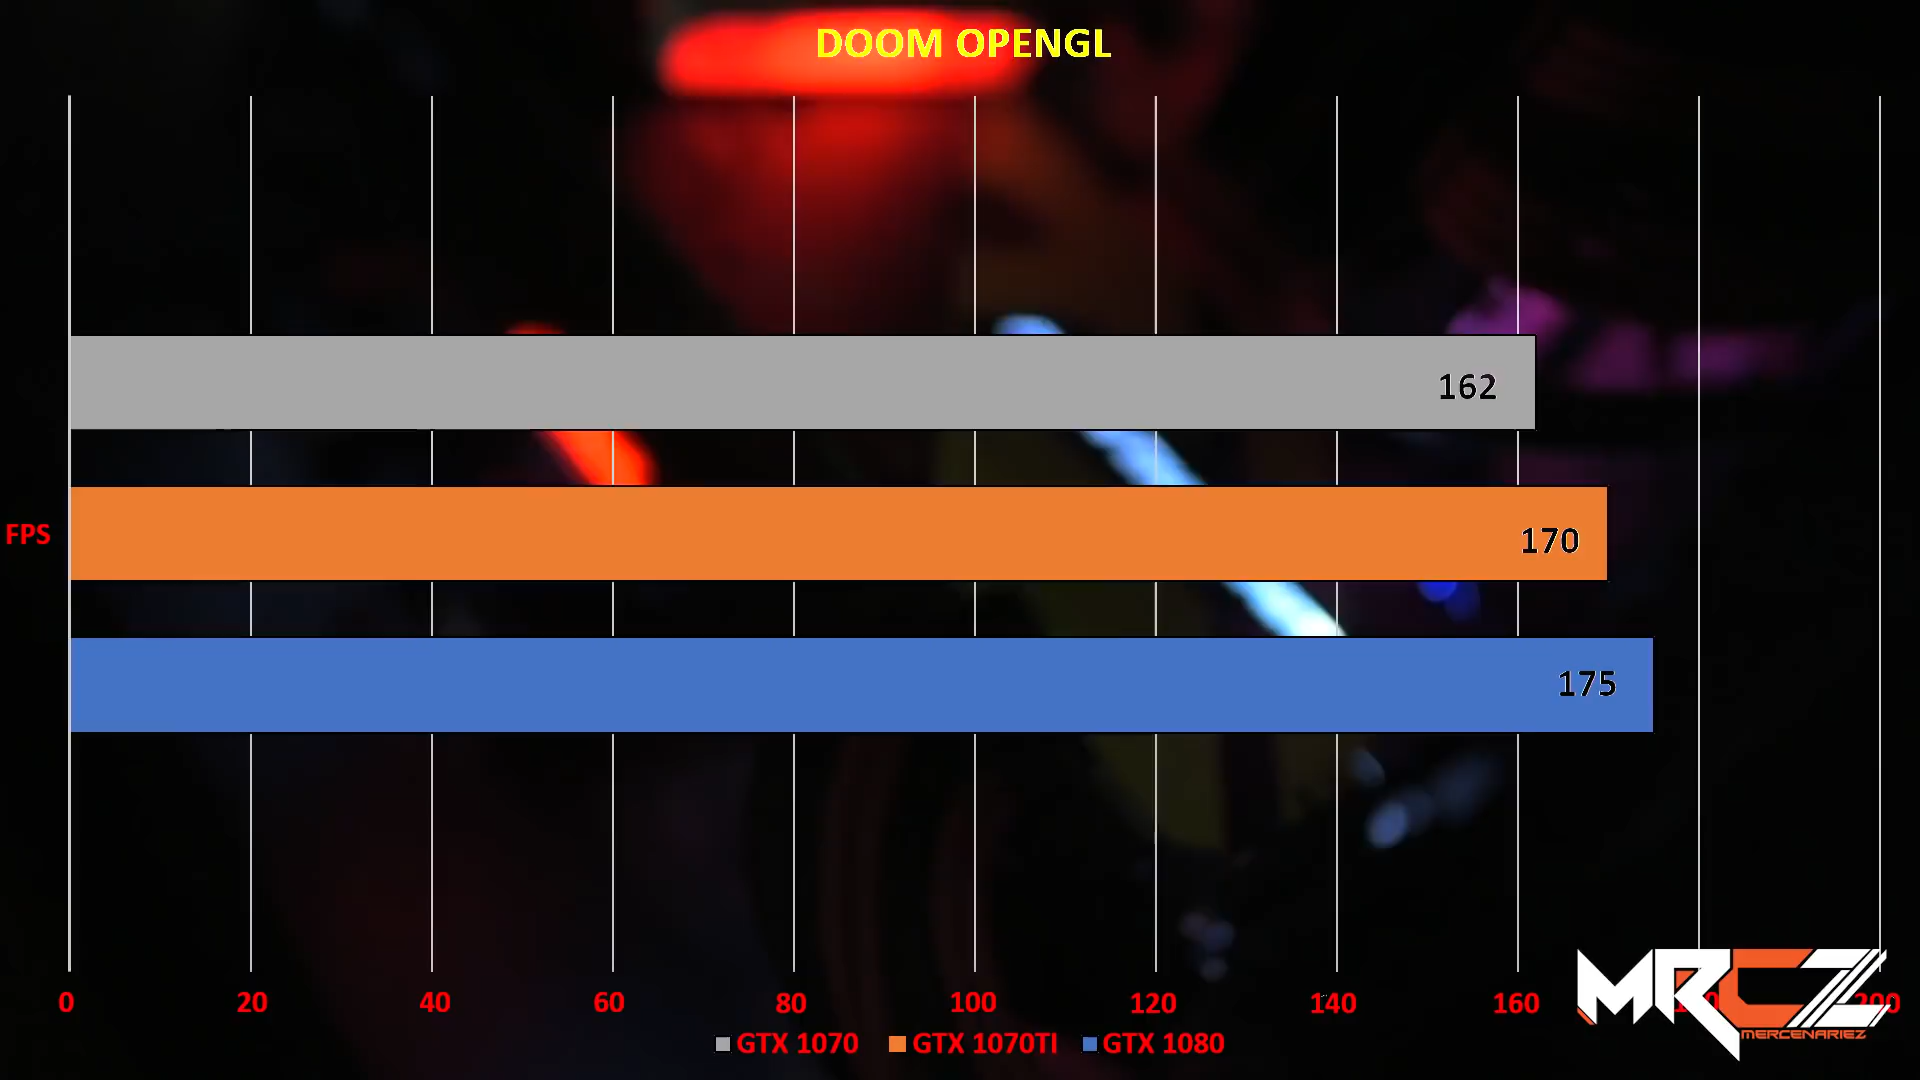 DOOM OPENGL
162
170
FPS
175
0 20 40 60 80 100 120 140 160
GTX 1070 GTX 1070TI GTX 1080
MRCZ
MERCENARIEZ